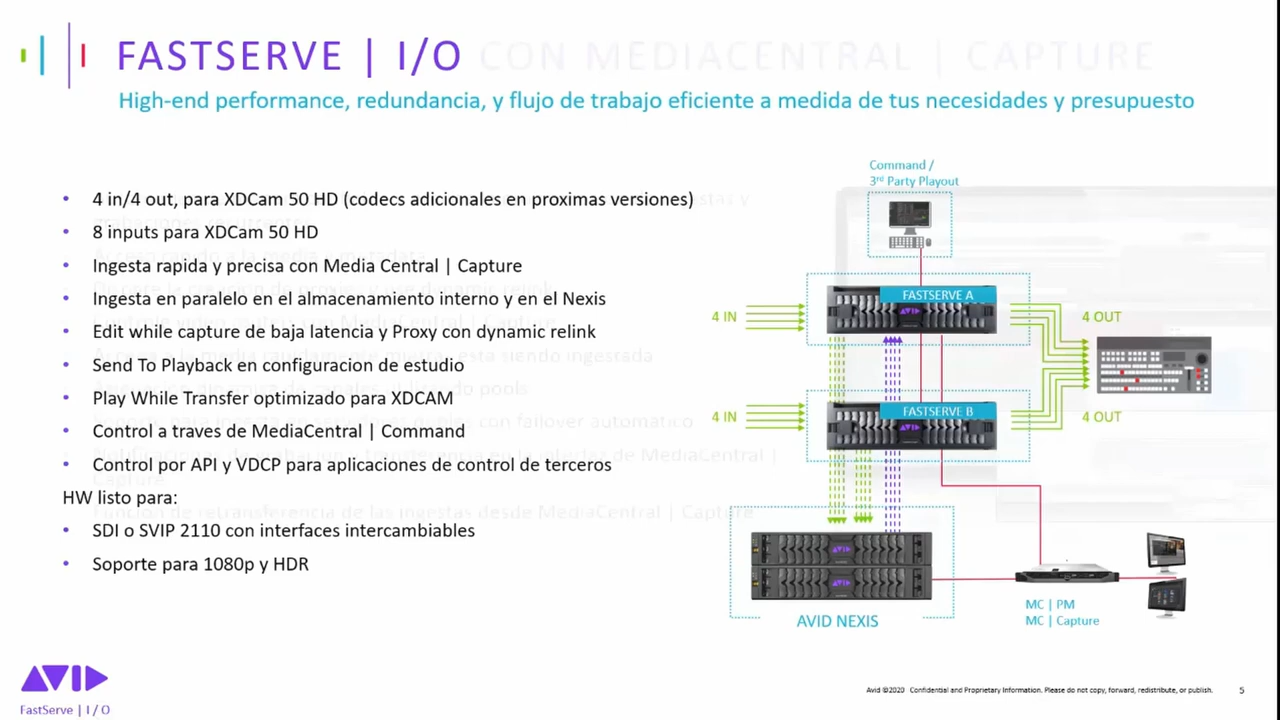 FASTSERVE | I/O
CON MEDIACENTRAL | CAPTURE
High-end performance, redundancia, y flujo de trabajo eficiente a medida de tus necesidades y presupuesto
• 4 in/4 out, para XDCam 50 HD (codecs adicionales en proximas versiones)
• 8 inputs para XDCam 50 HD
• Ingesta rapida y precisa con Media Central | Capture
• Ingesta en paralelo en el almacenamiento interno y en el Nexis
• Edit while capture de baja latencia y Proxy con dynamic relink
• Send To Playback en configuracion de estudio
• Play While Transfer optimizado para XDCAM
• Control a traves de MediaCentral | Command
• Control por API y VDCP para aplicaciones de control de terceros
HW listo para:
• SDI o SVIP 2110 con interfaces intercambiables
• Soporte para 1080p y HDR
Command /
3rd Party Playout
FASTSERVE A
4 IN
4 OUT
FASTSERVE B
4 IN
4 OUT
AVID NEXIS
MC | PM
MC | Capture
AVID
FastServe | I/O
Avid ©2020 Confidential and Proprietary Information. Please do not copy, forward, redistribute, or publish.
5